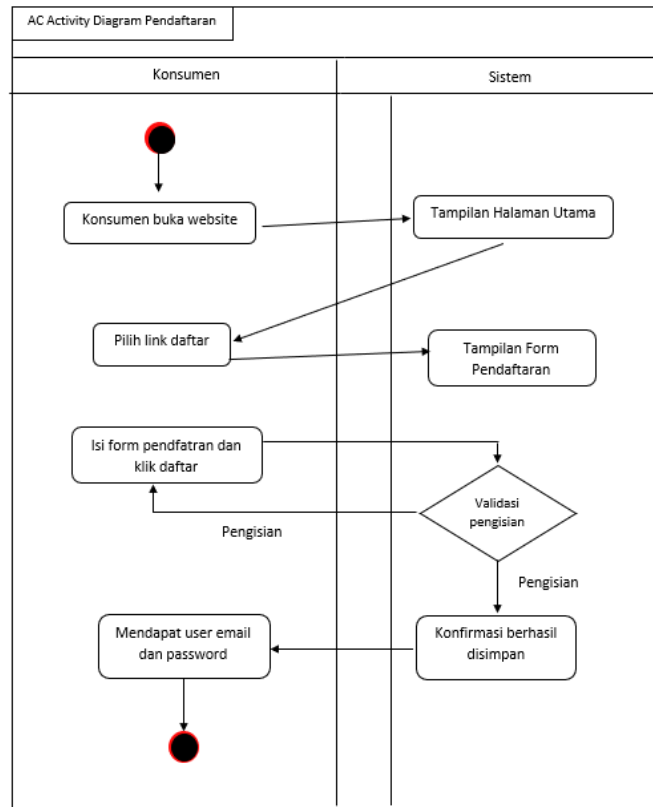 AC Activity Diagram Pendaftaran
Konsumen
Sistem
Konsumen buka website
Tampilan Halaman Utama
Pilih link daftar
Tampilan Form
Pendaftaran
Isi form pendfatran dan
klik daftar
Validasi
pengisian
Pengisian
Pengisian
Mendapat user email
dan password
Konfirmasi berhasil
disimpan